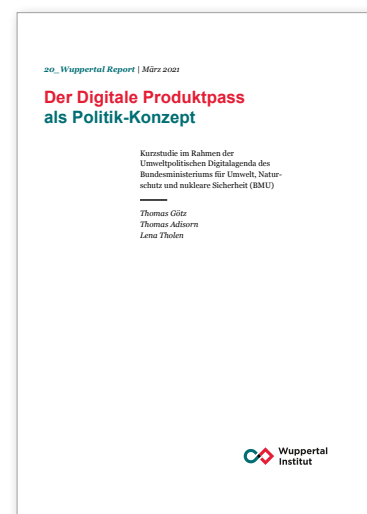 20_Wuppertal Report | März 2021
Der Digitale Produktpass
als Politik-Konzept
Kurzstudie im Rahmen der
Umweltpolitischen Digitalagenda des
Bundesministeriums für Umwelt, Natur-
schutz und nukleare Sicherheit (BMU)
Thomas Götz
Thomas Adisorn
Lena Tholen
Wuppertal
Institut